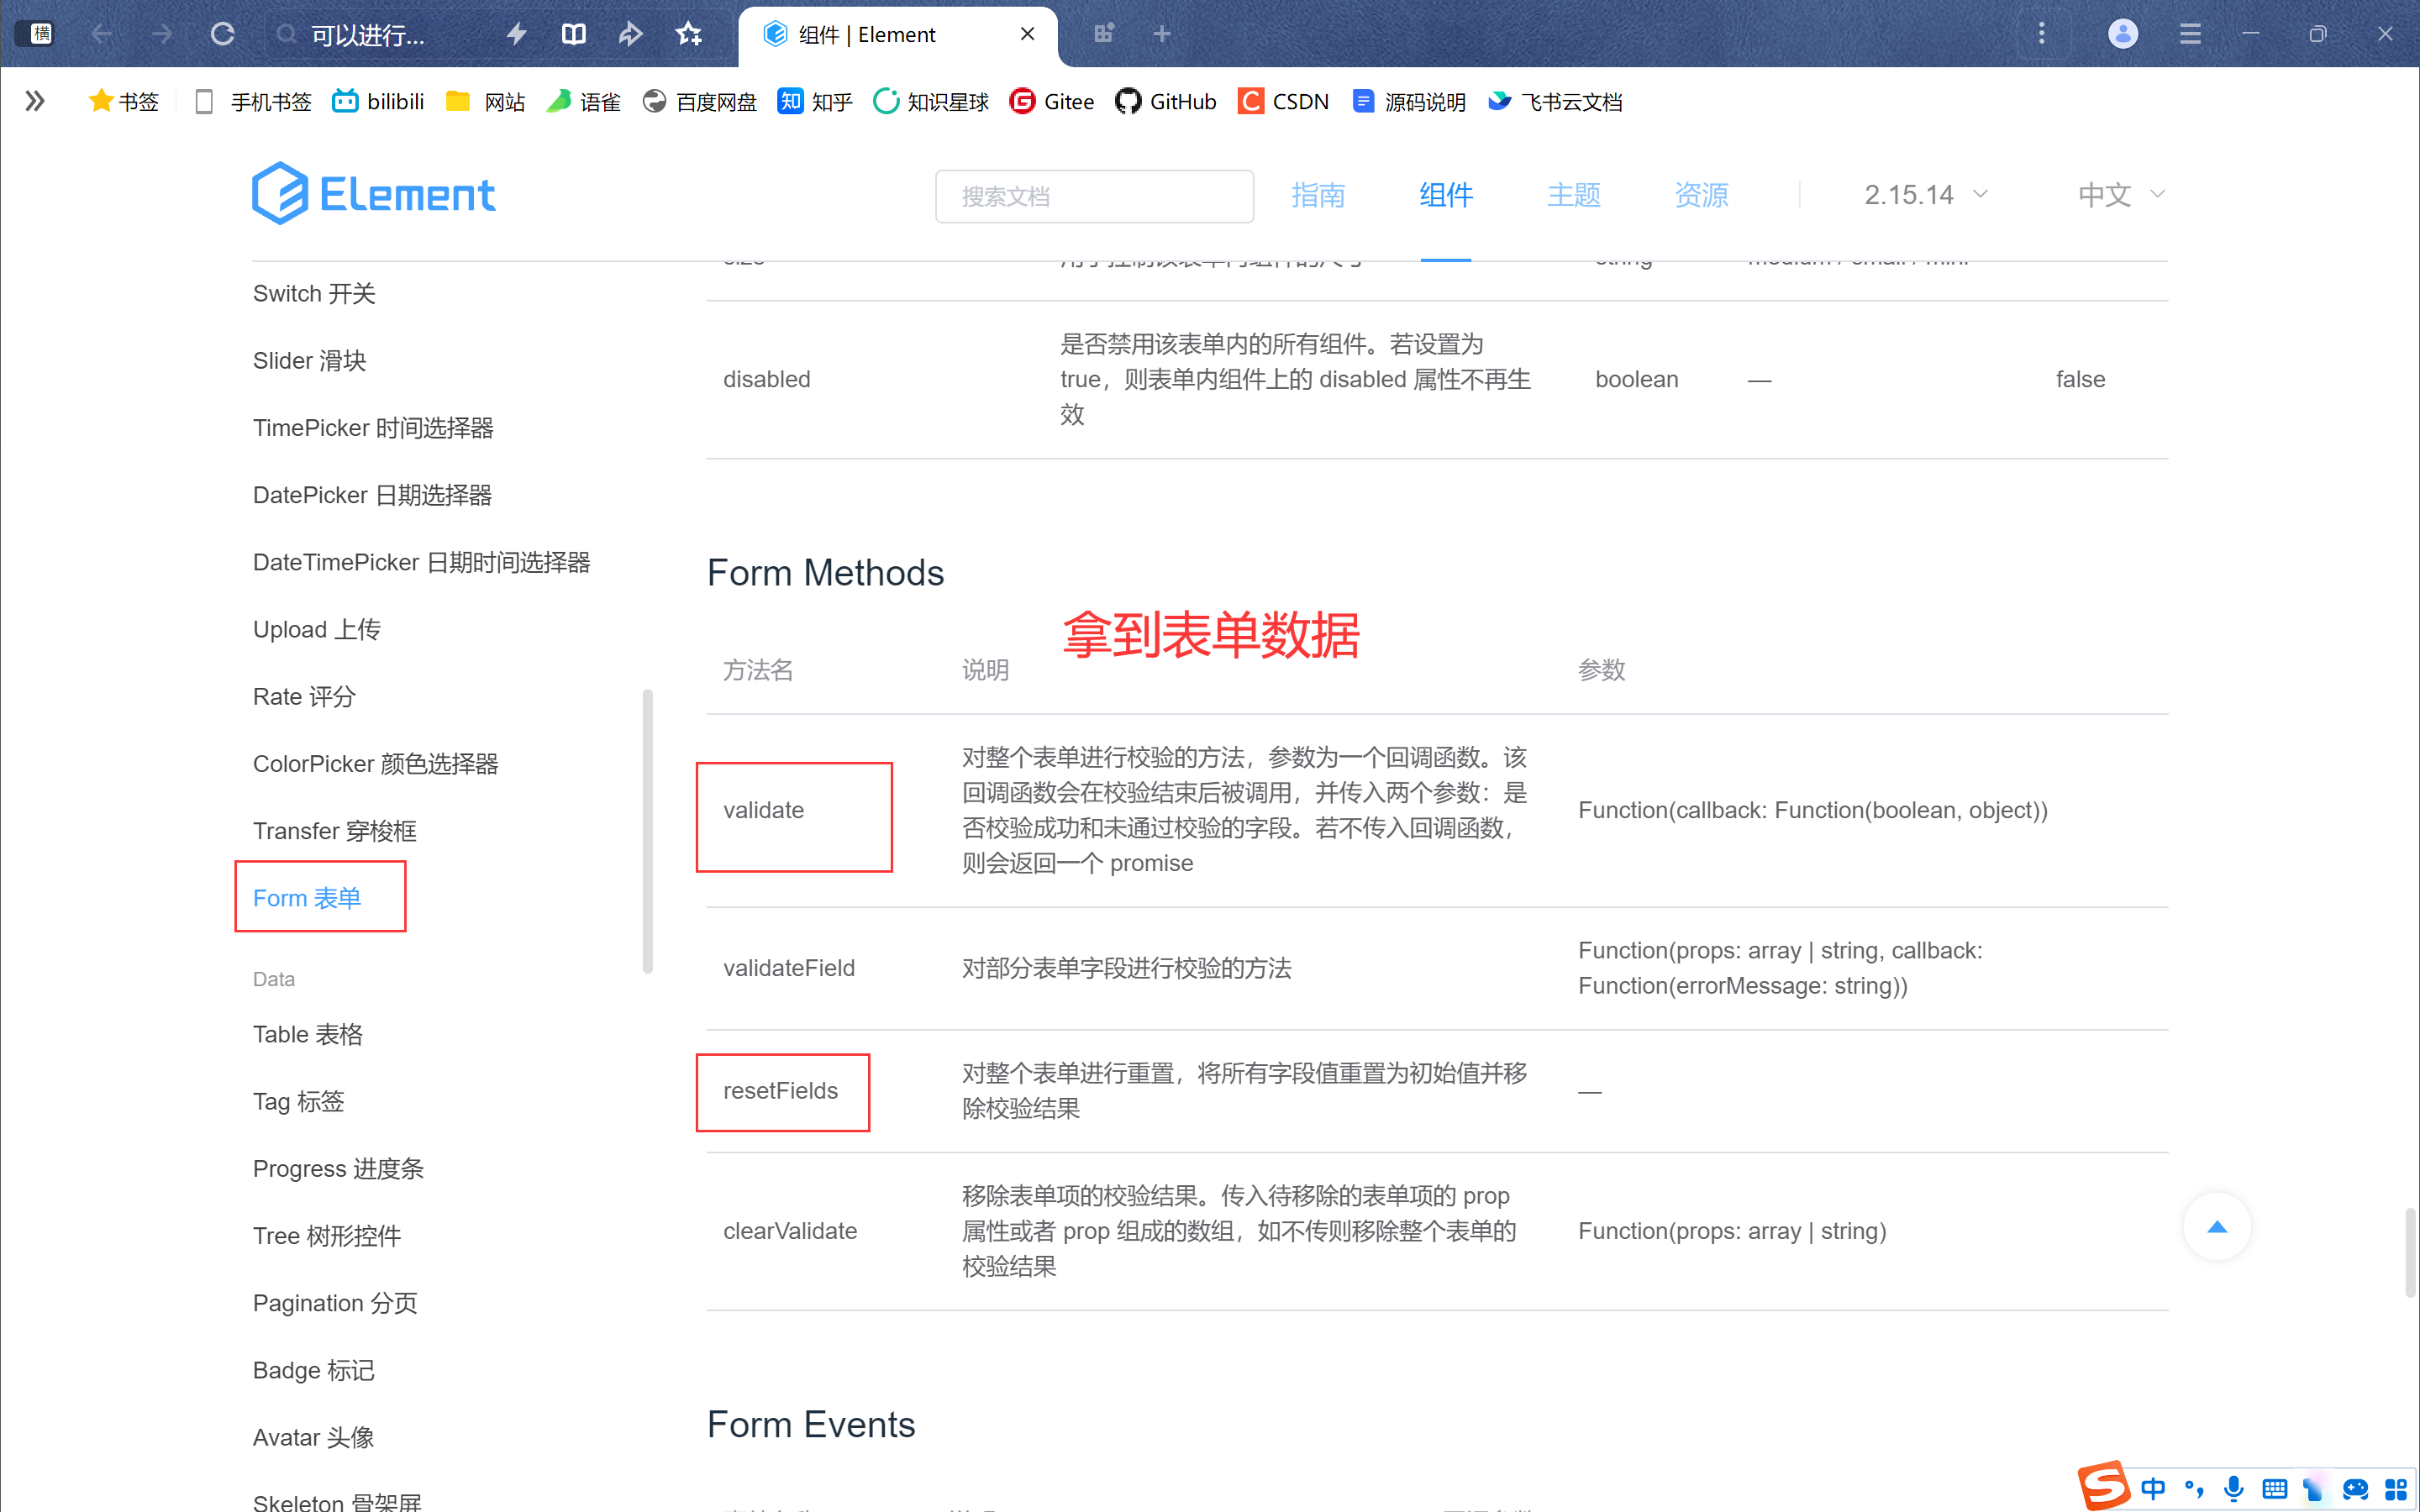 横
可以进行...
组件 | Element
书签
手机书签
bilibili
网站
语雀
百度网盘
知乎
知识星球
Gitee
GitHub
CSDN
源码说明
飞书云文档
Element
搜索文档
指南
组件
主题
资源
2.15.14
中文
Switch 开关
Slider 滑块
TimePicker 时间选择器
DatePicker 日期选择器
DateTimePicker 日期时间选择器
Upload 上传
Rate 评分
ColorPicker 颜色选择器
Transfer 穿梭框
Form 表单
Data
Table 表格
Tag 标签
Progress 进度条
Tree 树形控件
Pagination 分页
Badge 标记
Avatar 头像
Skeleton 骨架屏
disabled
是否禁用该表单内的所有组件。若设置为
true，则表单内组件上的 disabled 属性不再生
效
boolean
—
false
Form Methods
拿到表单数据
方法名
说明
参数
validate
对整个表单进行校验的方法，参数为一个回调函数。该
回调函数会在校验结束后被调用，并传入两个参数：是
否校验成功和未通过校验的字段。若不传入回调函数，
则会返回一个 promise
Function(callback: Function(boolean, object))
validateField
对部分表单字段进行校验的方法
Function(props: array | string, callback:
Function(errorMessage: string))
resetFields
对整个表单进行重置，将所有字段值重置为初始值并移
除校验结果
—
clearValidate
移除表单项的校验结果。传入待移除的表单项的 prop
属性或者 prop 组成的数组，如不传则移除整个表单的
校验结果
Function(props: array | string)
Form Events
中